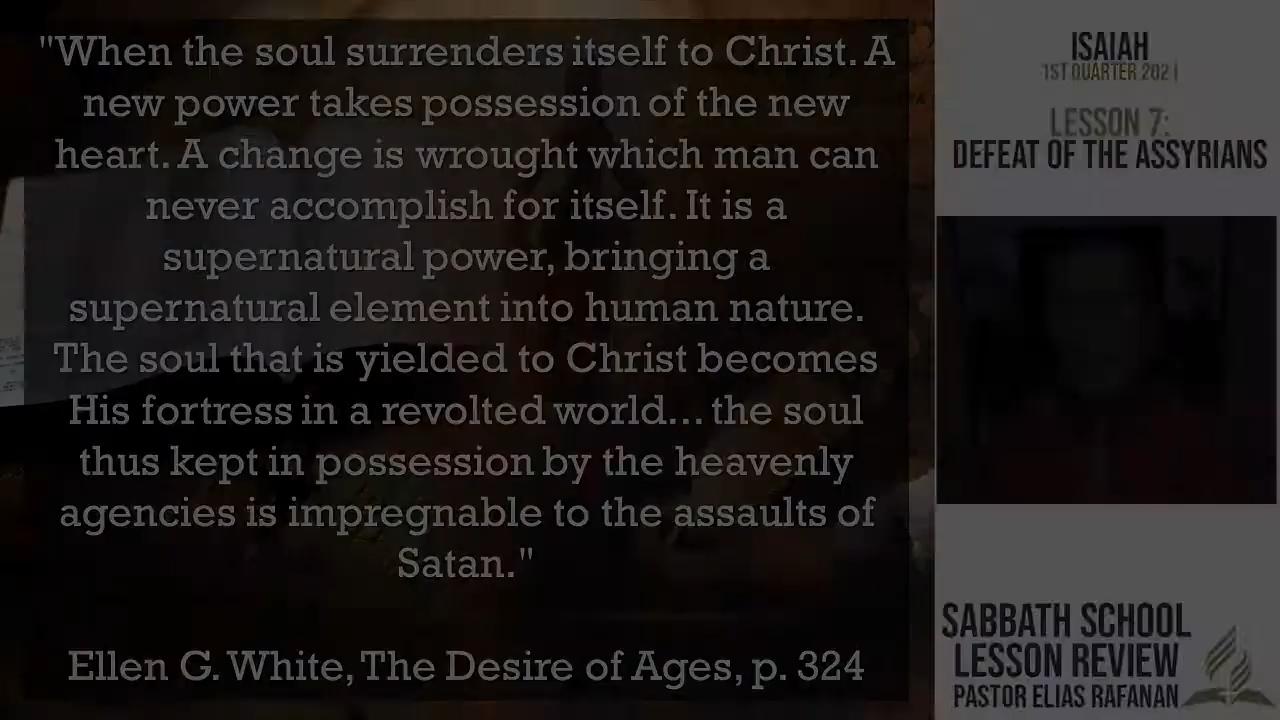 "When the soul surrenders itself to Christ. A
new power takes possession of the new
heart. A change is wrought which man can
never accomplish for itself. It is a
supernatural power, bringing a
supernatural element into human nature.
The soul that is yielded to Christ becomes
His fortress in a revolted world... the soul
thus kept in possession by the heavenly
agencies is impregnable to the assaults of
Satan."
Ellen G. White, The Desire of Ages, p. 324
ISAIAH
1ST QUARTER 2021
LESSON 7:
DEFEAT OF THE ASSYRIANS
SABBATH SCHOOL
LESSON REVIEW
PASTOR ELIAS RAFANAN